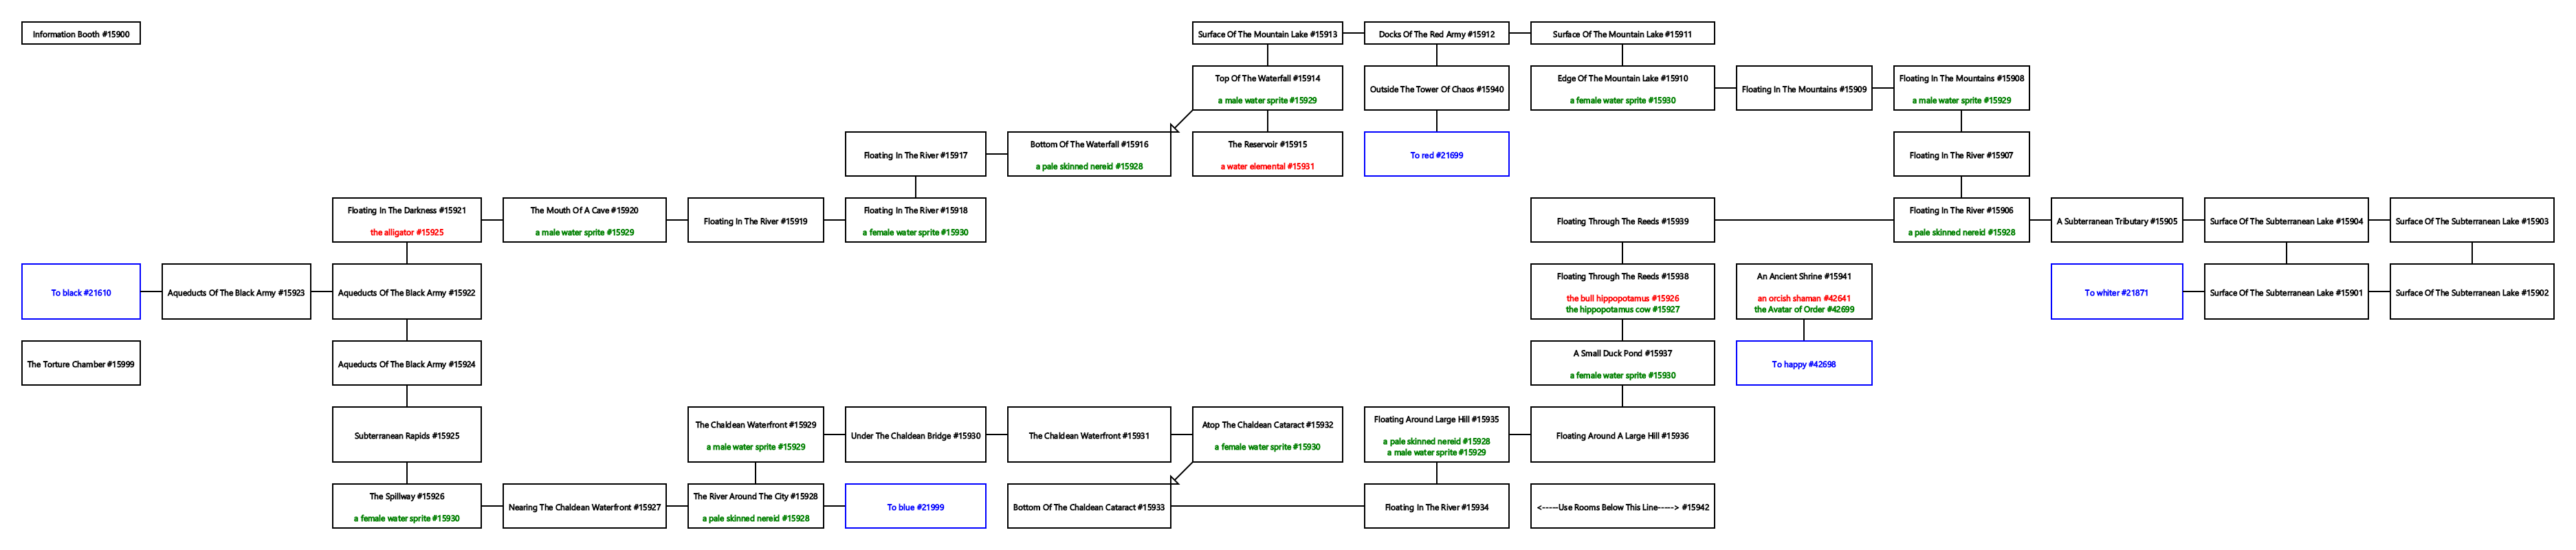 Information Booth #15900
Surface Of The Mountain Lake #15913
Docks Of The Red Army #15912
Surface Of The Mountain Lake #15911
Top Of The Waterfall #15914
a male water sprite #15929
Outside The Tower Of Chaos #15940
Edge Of The Mountain Lake #15910
a female water sprite #15930
Floating In The Mountains #15909
Floating In The Mountains #15908
a male water sprite #15929
Floating In The River #15917
Bottom Of The Waterfall #15916
a pale skinned nereid #15928
The Reservoir #15915
a water elemental #15931
To red #21699
Floating In The River #15907
Floating In The Darkness #15921
the alligator #15925
The Mouth Of A Cave #15920
a male water sprite #15929
Floating In The River #15919
Floating In The River #15918
a female water sprite #15930
Floating Through The Reeds #15939
Floating In The River #15906
a pale skinned nereid #15928
A Subterranean Tributary #15905
Surface Of The Subterranean Lake #15904
Surface Of The Subterranean Lake #15903
To black #21610
Aqueducts Of The Black Army #15923
Aqueducts Of The Black Army #15922
Floating Through The Reeds #15938
the bull hippopotamus #15926
the hippopotamus cow #15927
An Ancient Shrine #15941
an orcish shaman #42641
the Avatar of Order #42699
To whiter #21871
Surface Of The Subterranean Lake #15901
Surface Of The Subterranean Lake #15902
The Torture Chamber #15999
Aqueducts Of The Black Army #15924
A Small Duck Pond #15937
a female water sprite #15930
To happy #42698
Subterranean Rapids #15925
The Chaldean Waterfront #15929
a male water sprite #15929
Under The Chaldean Bridge #15930
The Chaldean Waterfront #15931
Atop The Chaldean Cataract #15932
a female water sprite #15930
Floating Around Large Hill #15935
a pale skinned nereid #15928
a male water sprite #15929
Floating Around A Large Hill #15936
The Spillway #15926
a female water sprite #15930
Nearing The Chaldean Waterfront #15927
The River Around The City #15928
a pale skinned nereid #15928
To blue #21999
Bottom Of The Chaldean Cataract #15933
Floating In The River #15934
<-----Use Rooms Below This Line-----> #15942